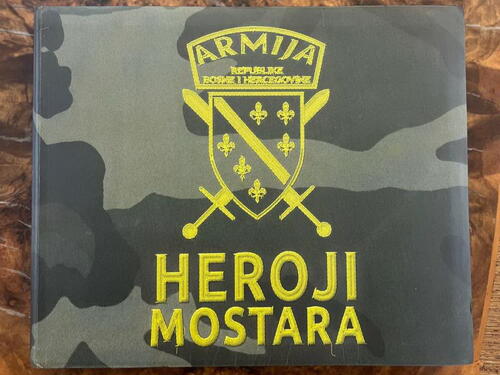 ARMIJA
REPUBLIKE
BOSNE I HERCEGOVINE
HEROJI
MOSTARA